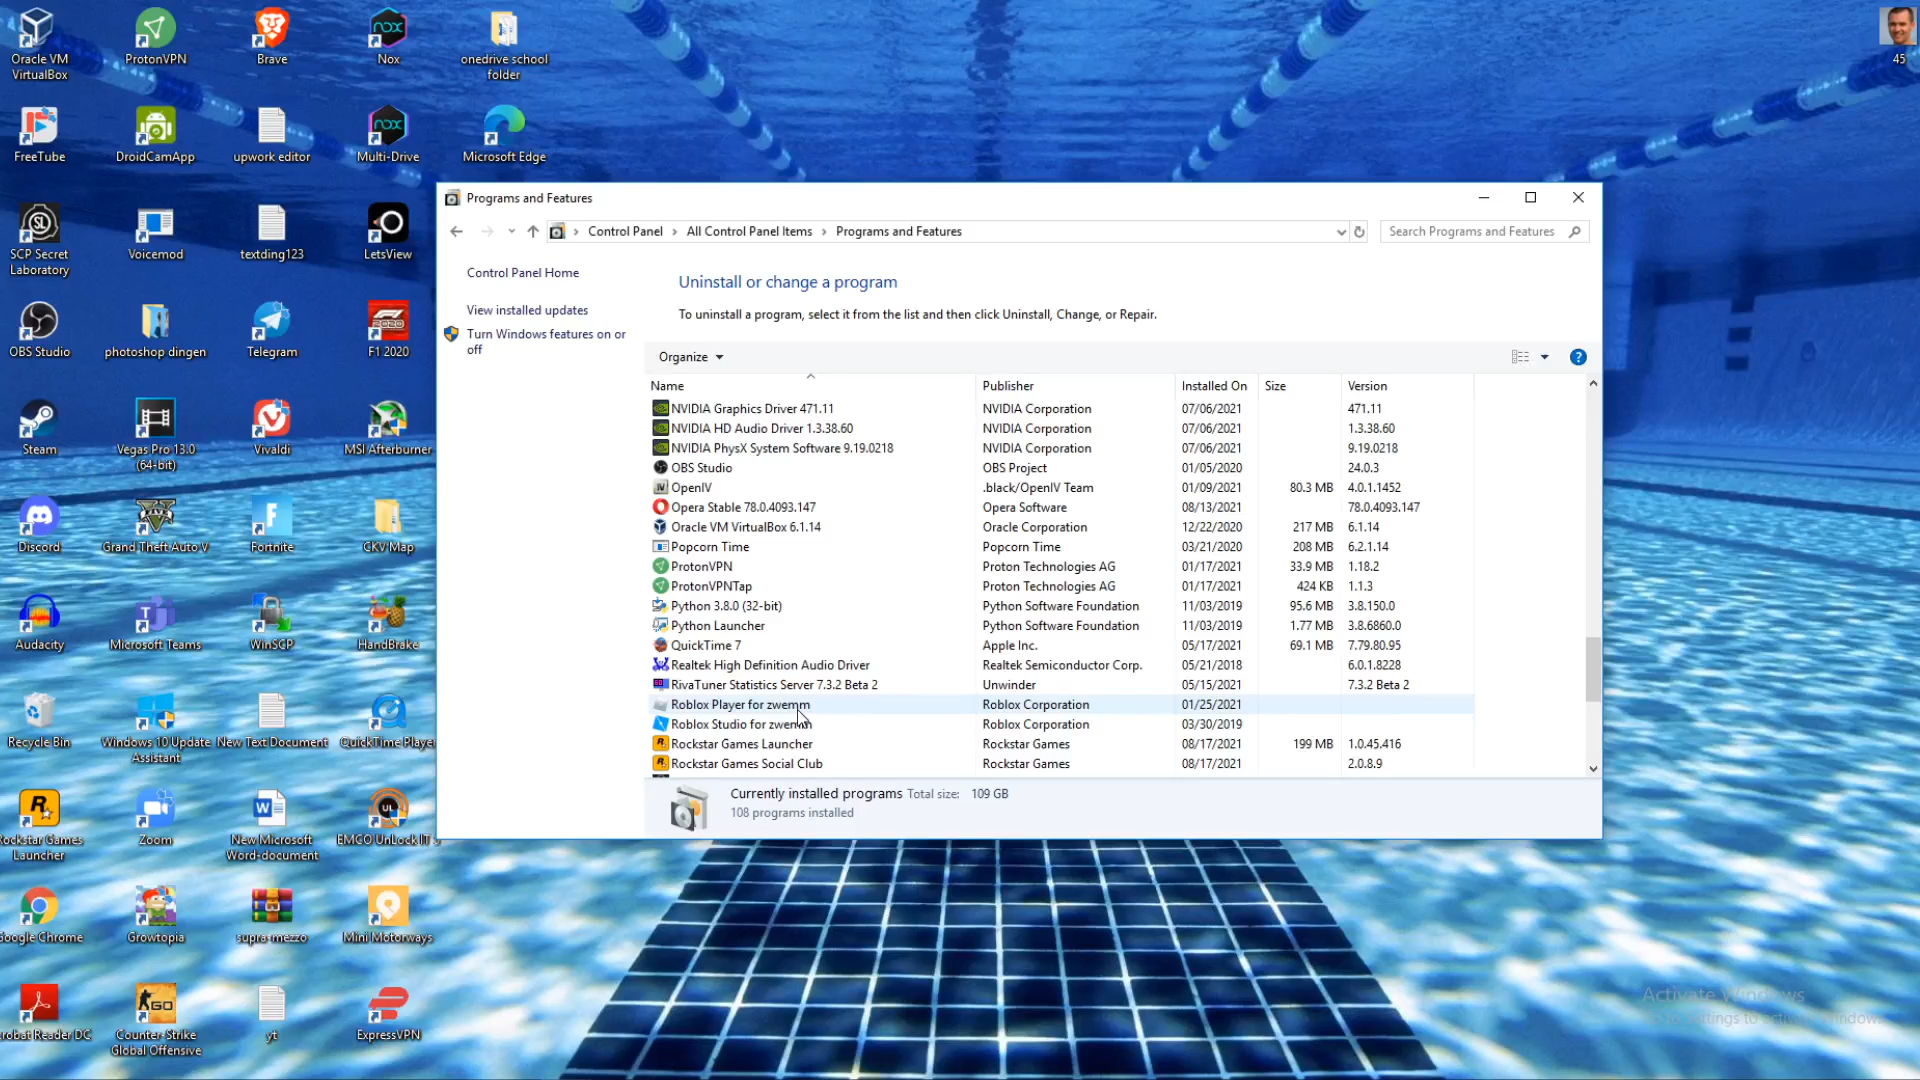 Oracle VM
VirtualBox
ProtonVPN
Brave
Nox
onedrive school
folder
45
FreeTube
DroidCamApp
upwork editor
Multi-Drive
Microsoft Edge
SCP Secret
Laboratory
Voicemod
textding123
LetsView
OBS Studio
photoshop dingen
Telegram
F1 2020
Steam
Vegas Pro 13.0
(64-bit)
Vivaldi
MSI Afterburner
Discord
Grand Theft Auto V
Fortnite
CKV Map
Audacity
Microsoft Teams
WinSCP
HandBrake
Recycle Bin
Windows 10 Update
Assistant
New Text Document
QuickTime Player
Rockstar Games
Launcher
Zoom
New Microsoft
Word-document
EMCO UnLock IT
Google Chrome
Growtopia
supra-mezzo
Mini Motorways
Acrobat Reader DC
Counter-Strike
Global Offensive
yt
ExpressVPN
Programs and Features
Control Panel > All Control Panel Items > Programs and Features
Search Programs and Features
Control Panel Home
View installed updates
Turn Windows features on or
off
Uninstall or change a program
To uninstall a program, select it from the list and then click Uninstall, Change, or Repair.
Organize
Name Publisher Installed On Size Version
NVIDIA Graphics Driver 471.11 NVIDIA Corporation 07/06/2021 471.11
NVIDIA HD Audio Driver 1.3.38.60 NVIDIA Corporation 07/06/2021 1.3.38.60
NVIDIA PhysX System Software 9.19.0218 NVIDIA Corporation 07/06/2021 9.19.0218
OBS Studio OBS Project 01/05/2020 24.0.3
OpenIV .black/OpenIV Team 01/09/2021 80.3 MB 4.0.1.1452
Opera Stable 78.0.4093.147 Opera Software 08/13/2021 78.0.4093.147
Oracle VM VirtualBox 6.1.14 Oracle Corporation 12/22/2020 217 MB 6.1.14
Popcorn Time Popcorn Time 03/21/2020 208 MB 6.2.1.14
ProtonVPN Proton Technologies AG 01/17/2021 33.9 MB 1.18.2
ProtonVPNTap Proton Technologies AG 01/17/2021 424 KB 1.1.3
Python 3.8.0 (32-bit) Python Software Foundation 11/03/2019 95.6 MB 3.8.150.0
Python Launcher Python Software Foundation 11/03/2019 1.77 MB 3.8.6860.0
QuickTime 7 Apple Inc. 05/17/2021 69.1 MB 7.79.80.95
Realtek High Definition Audio Driver Realtek Semiconductor Corp. 05/21/2018 6.0.1.8228
RivaTuner Statistics Server 7.3.2 Beta 2 Unwinder 05/15/2021 7.3.2 Beta 2
Roblox Player for zwemm Roblox Corporation 01/25/2021
Roblox Studio for zwemm Roblox Corporation 03/30/2019
Rockstar Games Launcher Rockstar Games 08/17/2021 199 MB 1.0.45.416
Rockstar Games Social Club Rockstar Games 08/17/2021 2.0.8.9
Currently installed programs Total size: 109 GB
108 programs installed
Activate Windows
Go to Settings to activate Windows.